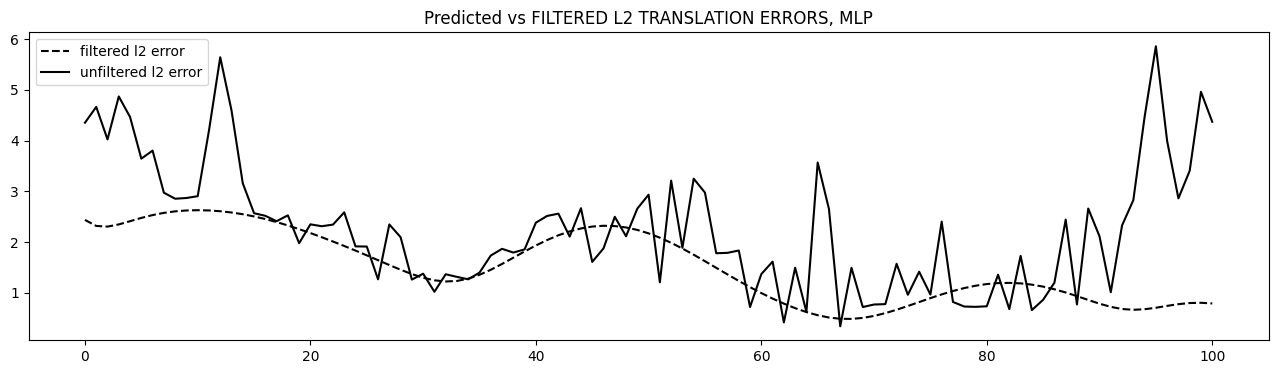 Predicted vs FILTERED L2 TRANSLATION ERRORS, MLP
filtered l2 error
unfiltered l2 error
6
5
4
3
2
1
0 20 40 60 80 100